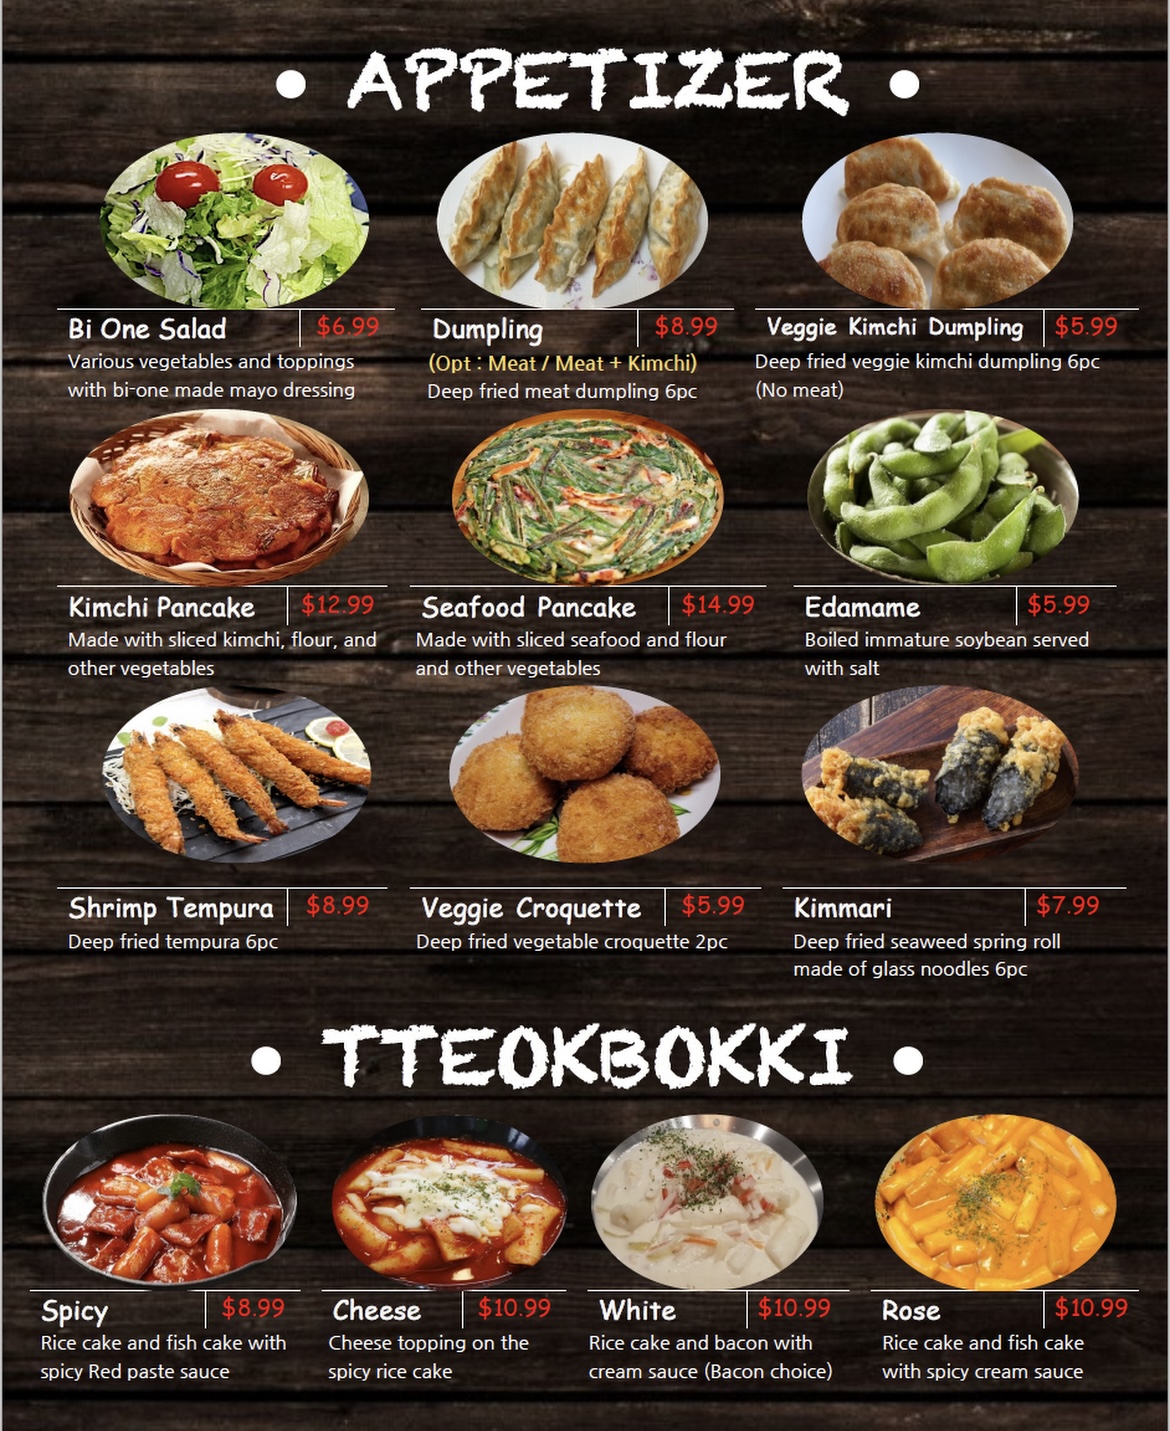 • APPETIZER •
Bi One Salad $6.99
Various vegetables and toppings
with bi-one made mayo dressing
Dumpling $8.99
(Opt : Meat / Meat + Kimchi)
Deep fried meat dumpling 6pc
Veggie Kimchi Dumpling $5.99
Deep fried veggie kimchi dumpling 6pc
(No meat)
Kimchi Pancake $12.99
Made with sliced kimchi, flour, and
other vegetables
Seafood Pancake $14.99
Made with sliced seafood and flour
and other vegetables
Edamame $5.99
Boiled immature soybean served
with salt
Shrimp Tempura $8.99
Deep fried tempura 6pc
Veggie Croquette $5.99
Deep fried vegetable croquette 2pc
Kimmari $7.99
Deep fried seaweed spring roll
made of glass noodles 6pc
• TTEOKBOKKI •
Spicy $8.99
Rice cake and fish cake with
spicy Red paste sauce
Cheese $10.99
Cheese topping on the
spicy rice cake
White $10.99
Rice cake and bacon with
cream sauce (Bacon choice)
Rose $10.99
Rice cake and fish cake
with spicy cream sauce